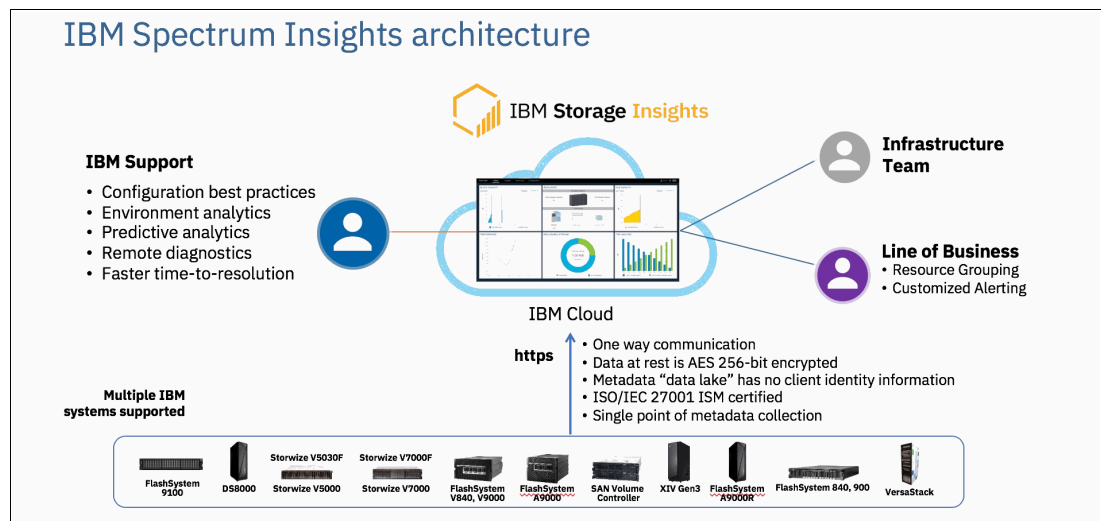 IBM Spectrum Insights architecture
IBM Storage Insights
IBM Support
• Configuration best practices
• Environment analytics
• Predictive analytics
• Remote diagnostics
• Faster time-to-resolution
Infrastructure
Team
Line of Business
• Resource Grouping
• Customized Alerting
IBM Cloud
https
• One way communication
• Data at rest is AES 256-bit encrypted
• Metadata “data lake” has no client identity information
• ISO/IEC 27001 ISM certified
• Single point of metadata collection
Multiple IBM
systems supported
FlashSystem
9100
DS8000
Storwize V5030F
Storwize V5000
Storwize V7000F
Storwize V7000
FlashSystem
V840, V9000
FlashSystem
A9000
SAN Volume
Controller
XIV Gen3
FlashSystem
A9000R
FlashSystem 840, 900
VersaStack